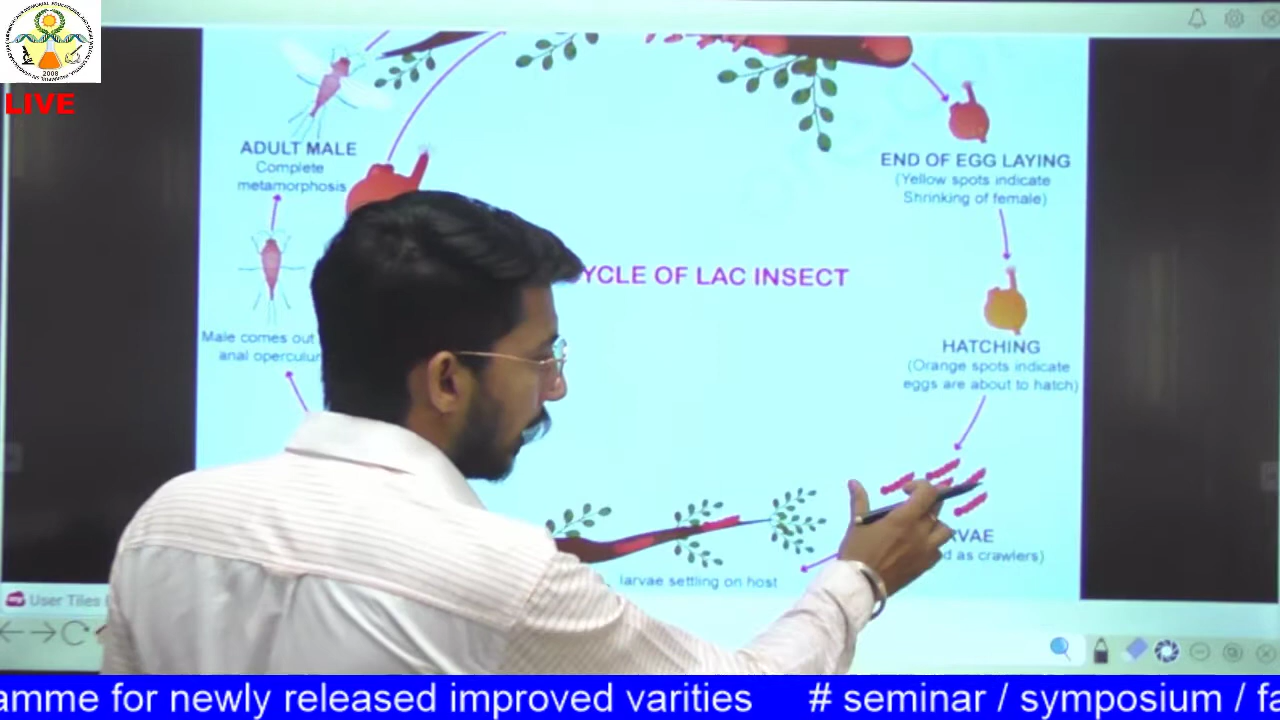 2008
LIVE
ADULT MALE
Complete
metamorphosis
END OF EGG LAYING
(Yellow spots indicate
Shrinking of female)
YCLE OF LAC INSECT
Male comes out
anal operculum
HATCHING
(Orange spots indicate
eggs are about to hatch)
RVAE
d as crawlers)
larvae settling on host
User Tiles
amme for newly released improved varities # seminar / symposium / fa